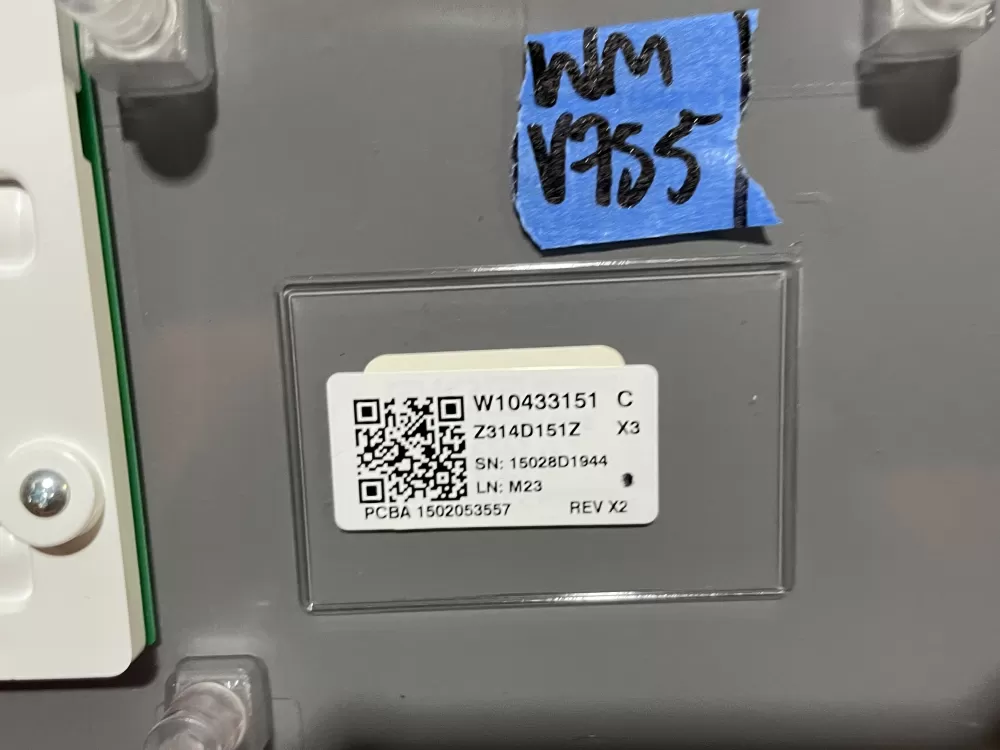 WM
V755
W10433151 C
Z314D151Z X3
SN: 15028D1944
LN: M23
PCBA 1502053557 REV X2